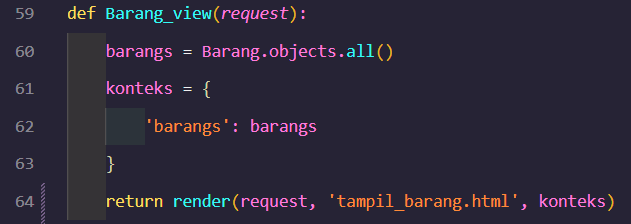 59 def Barang_view(request):
60 barangs = Barang.objects.all()
61 konteks = {
62 'barangs': barangs
63 }
64 return render(request, 'tampil_barang.html', konteks)